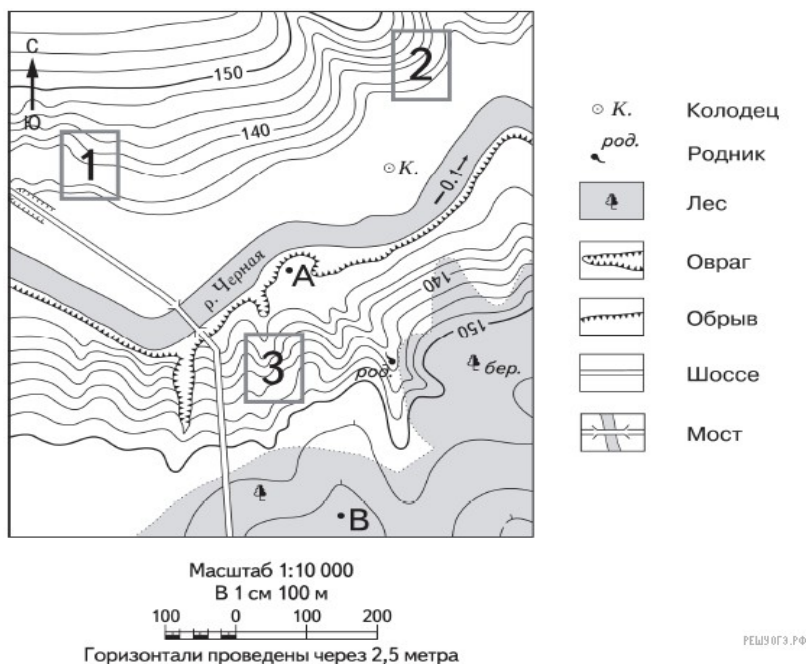 С
Ю
150
140
1
2
К.
0.1
р. Черная
А
140
150
3
род.
бер.
В
К. Колодец
род. Родник
Лес
Овраг
Обрыв
Шоссе
Мост
Масштаб 1:10 000
В 1 см 100 м
100 0 100 200
Горизонтали проведены через 2,5 метра
РЕШУОГЭ.РФ